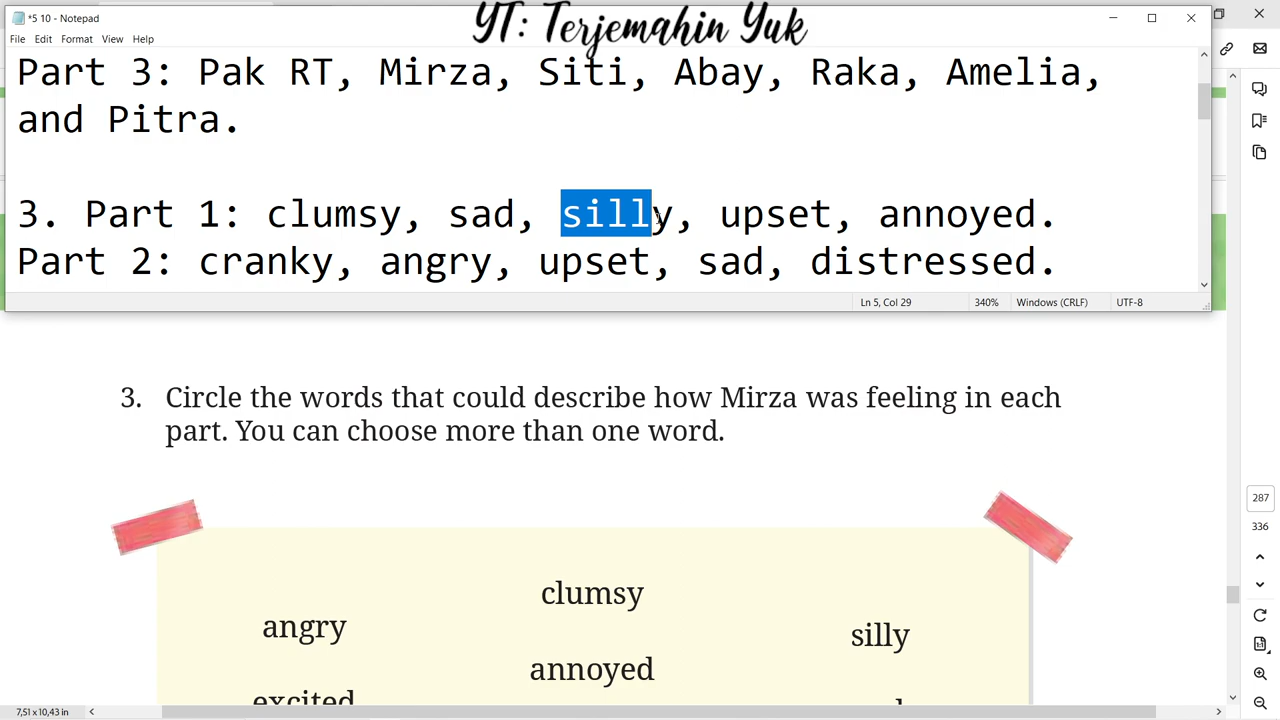 *5 10 - Notepad
YT: Terjemahin Yuk
File Edit Format View Help
Part 3: Pak RT, Mirza, Siti, Abay, Raka, Amelia,
and Pitra.
3. Part 1: clumsy, sad, silly, upset, annoyed.
Part 2: cranky, angry, upset, sad, distressed.
Ln 5, Col 29 340% Windows (CRLF) UTF-8
3. Circle the words that could describe how Mirza was feeling in each
part. You can choose more than one word.
clumsy
angry
silly
annoyed
excited
287
336
7,51 x 10,43 in